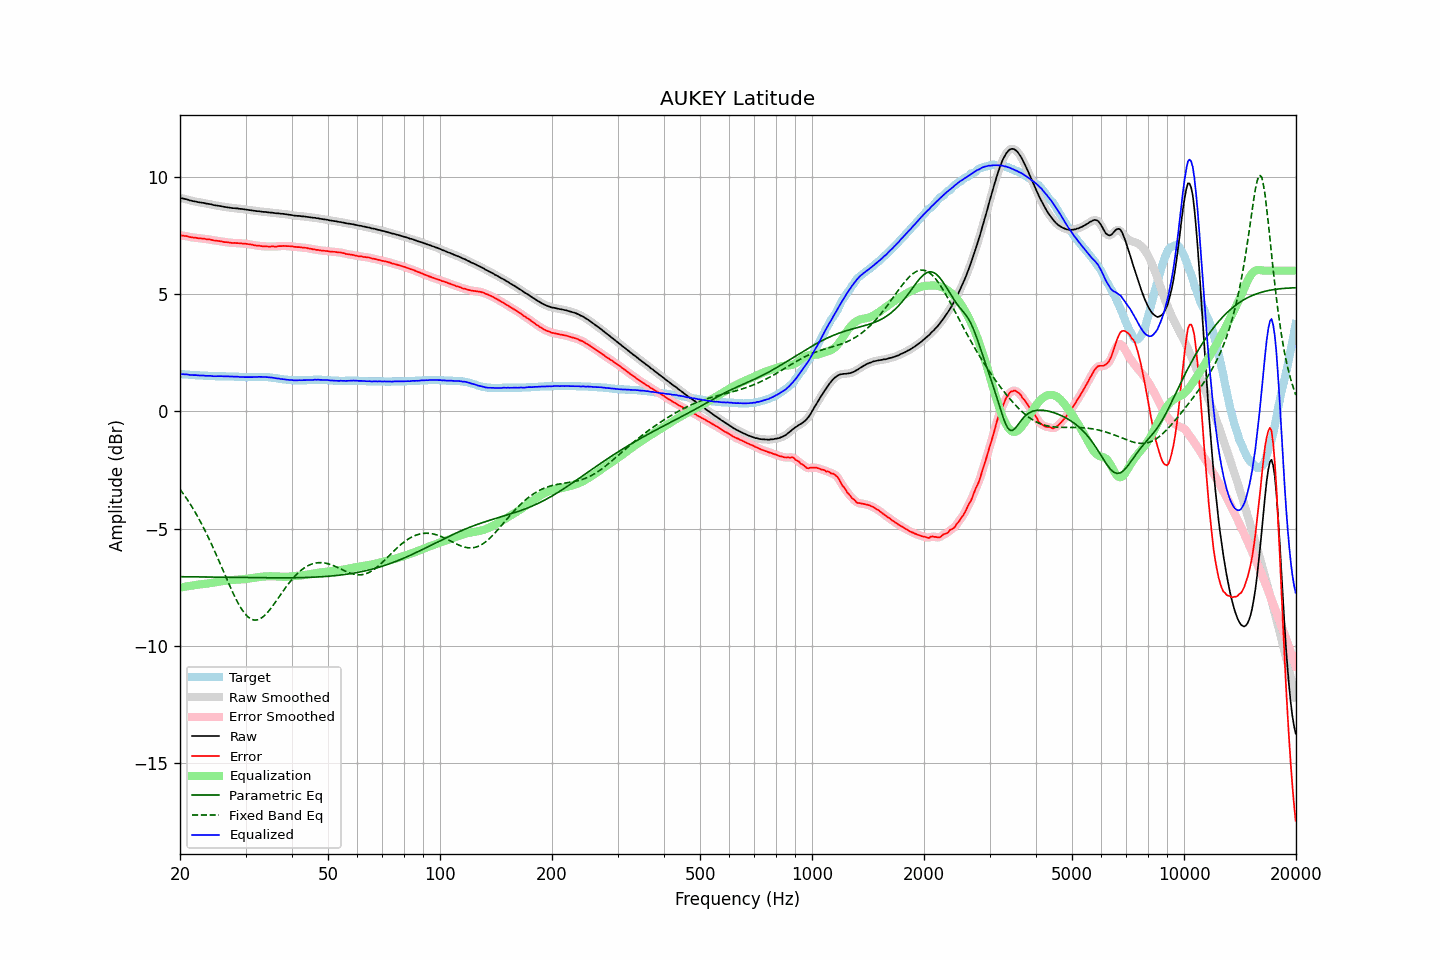 AUKEY Latitude
Amplitude (dBr)
10
5
0
−5
−10
−15
Target
Raw Smoothed
Error Smoothed
Raw
Error
Equalization
Parametric Eq
Fixed Band Eq
Equalized
20 50 100 200 500 1000 2000 5000 10000 20000
Frequency (Hz)